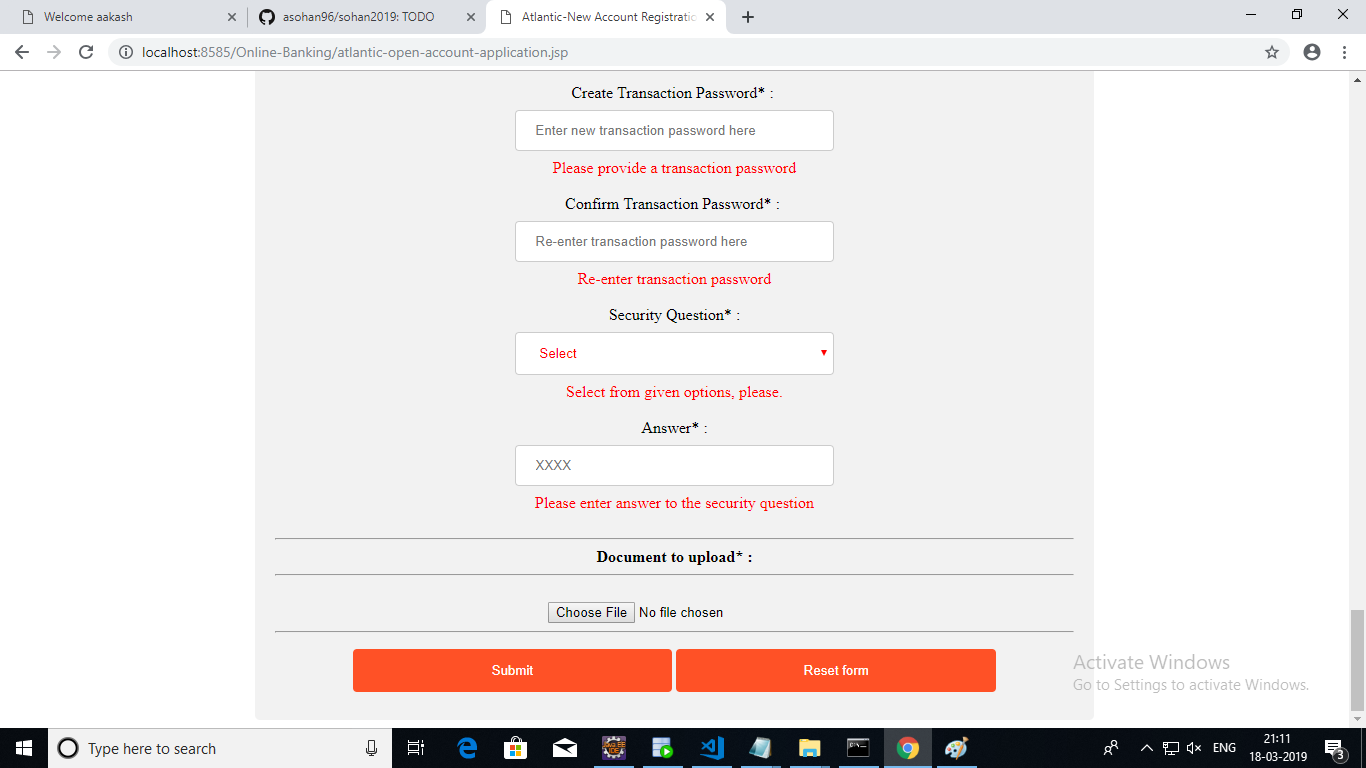 Welcome aakash
asohan96/sohan2019: TODO
Atlantic-New Account Registratio
localhost:8585/Online-Banking/atlantic-open-account-application.jsp
Create Transaction Password* :
Enter new transaction password here
Please provide a transaction password
Confirm Transaction Password* :
Re-enter transaction password here
Re-enter transaction password
Security Question* :
Select
Select from given options, please.
Answer* :
XXXX
Please enter answer to the security question
Document to upload* :
Choose File No file chosen
Submit Reset form
Activate Windows
Go to Settings to activate Windows.
Type here to search
ENG
21:11
18-03-2019
3